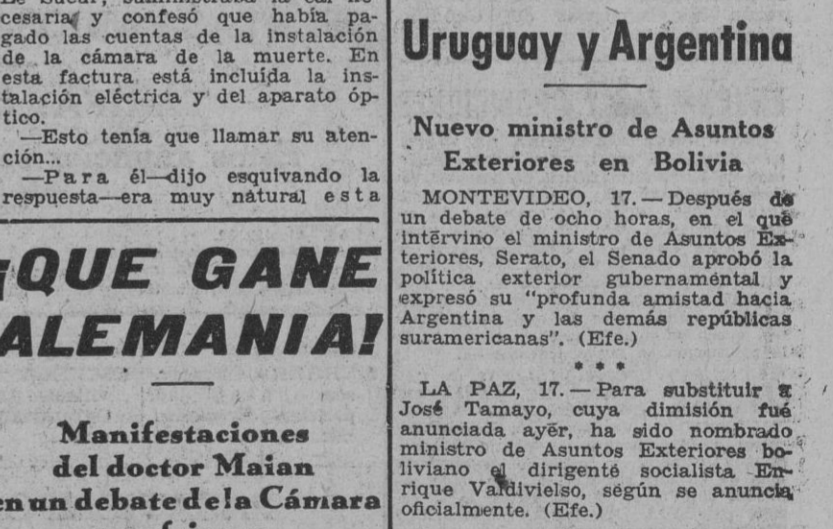 cesaria y confesó que había pa-
gado las cuentas de la instalación
de la cámara de la muerte. En
esta factura está incluída la ins-
talación eléctrica y del aparato óp-
tico.
—Esto tenía que llamar su aten-
ción...
—Para él—dijo esquivando la
respuesta—era muy natural esta
¡QUE GANE
ALEMANIA!
Manifestaciones
del doctor Maian
en un debate de la Cámara
Uruguay y Argentina
Nuevo ministro de Asuntos
Exteriores en Bolivia
MONTEVIDEO, 17. — Después de
un debate de ocho horas, en el que
intervino el ministro de Asuntos Ex-
teriores, Serato, el Senado aprobó la
política exterior gubernamental y
expresó su "profunda amistad hacia
Argentina y las demás repúblicas
suramericanas". (Efe.)
* * *
LA PAZ, 17. — Para substituir a
José Tamayo, cuya dimisión fué
anunciada ayer, ha sido nombrado
ministro de Asuntos Exteriores bo-
liviano el dirigente socialista En-
rique Valdivielso, según se anuncia
oficialmente. (Efe.)